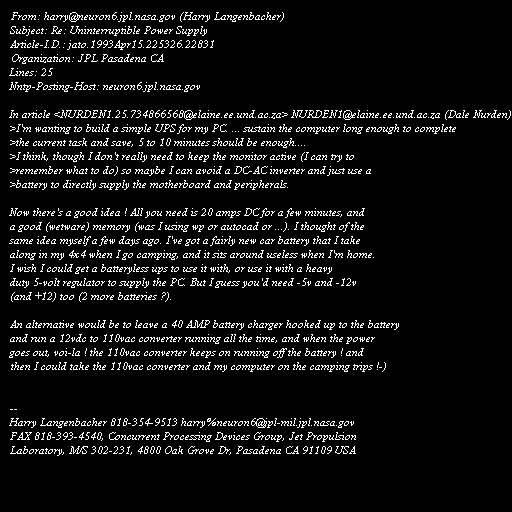 From: harry@neuron6.jpl.nasa.gov (Harry Langenbacher)
Subject: Re: Uninterruptible Power Supply
Article-I.D.: jato.1993Apr15.225326.22831
Organization: JPL Pasadena CA
Lines: 25
Nntp-Posting-Host: neuron6.jpl.nasa.gov

In article <NURDEN1.25.734866568@elaine.ee.und.ac.za> NURDEN1@elaine.ee.und.ac.za (Dale Nurden)
>I'm wanting to build a simple UPS for my PC. ... sustain the computer long enough to complete
>the current task and save, 5 to 10 minutes should be enough....
>I think, though I don't really need to keep the monitor active (I can try to
>remember what to do) so maybe I can avoid a DC-AC inverter and just use a
>battery to directly supply the motherboard and peripherals.

Now there's a good idea ! All you need is 20 amps DC for a few minutes, and
a good (wetware) memory (was I using wp or autocad or ...). I thought of the
same idea myself a few days ago. I've got a fairly new car battery that I take
along in my 4x4 when I go camping, and it sits around useless when I'm home.
I wish I could get a batteryless ups to use it with, or use it with a heavy
duty 5-volt regulator to supply the PC. But I guess you'd need -5v and -12v
(and +12) too (2 more batteries ?).

An alternative would be to leave a 40 AMP battery charger hooked up to the battery
and run a 12vdc to 110vac converter running all the time, and when the power
goes out, voi-la ! the 110vac converter keeps on running off the battery ! and
then I could take the 110vac converter and my computer on the camping trips !-)

--
Harry Langenbacher 818-354-9513 harry%neuron6@jpl-mil.jpl.nasa.gov
FAX 818-393-4540, Concurrent Processing Devices Group, Jet Propulsion
Laboratory, M/S 302-231, 4800 Oak Grove Dr, Pasadena CA 91109 USA